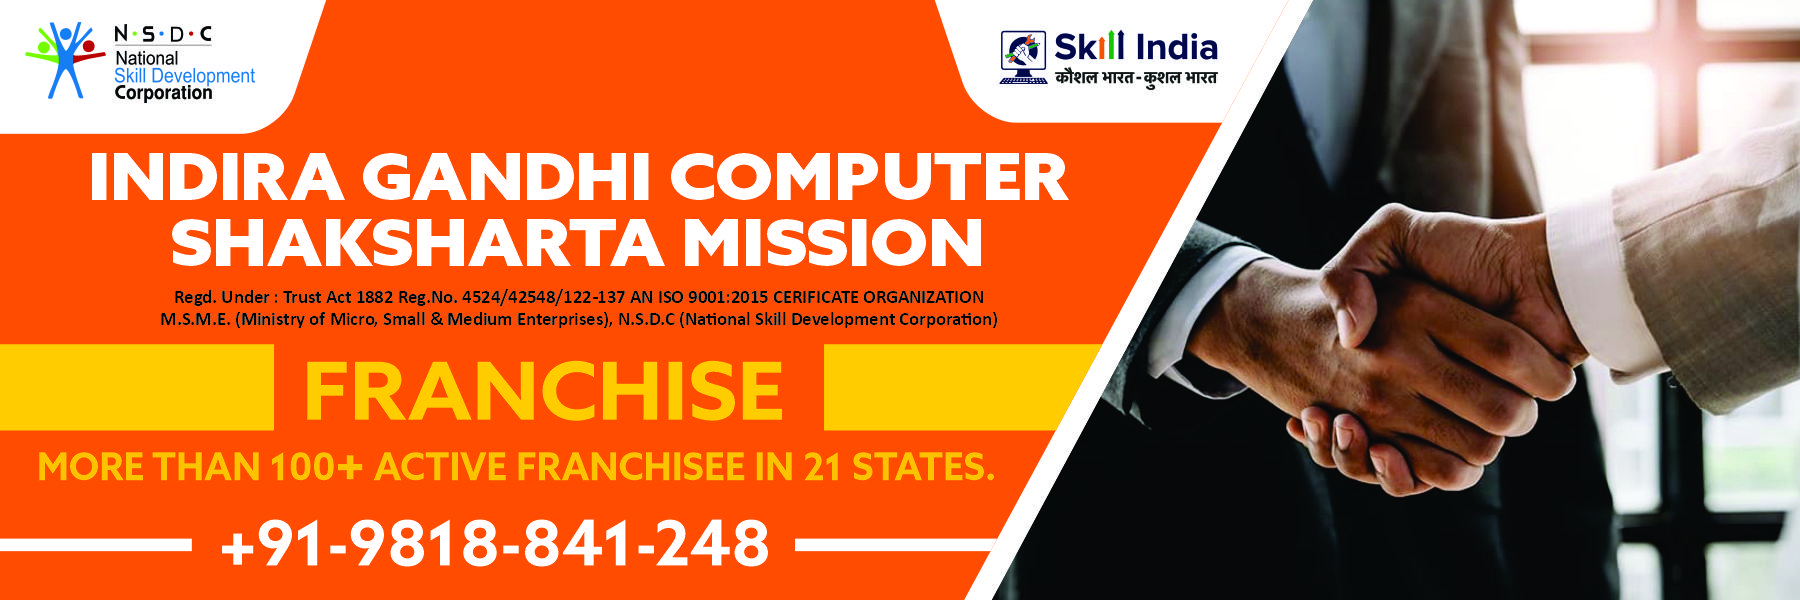 N·S·D·C
National
Skill Development
Corporation
Skill India
कौशल भारत-कुशल भारत
INDIRA GANDHI COMPUTER
SHAKSHARTA MISSION
Regd. Under : Trust Act 1882 Reg.No. 4524/42548/122-137 AN ISO 9001:2015 CERIFICATE ORGANIZATION
M.S.M.E. (Ministry of Micro, Small & Medium Enterprises), N.S.D.C (National Skill Development Corporation)
FRANCHISE
MORE THAN 100+ ACTIVE FRANCHISEE IN 21 STATES.
+91-9818-841-248